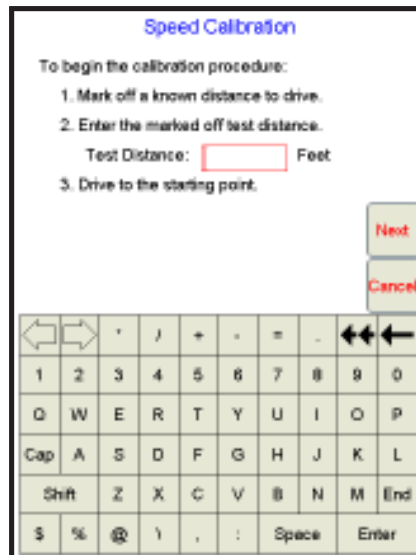 Speed Calibration
To begin the calibration procedure:
1. Mark off a known distance to drive.
2. Enter the marked off test distance.
Test Distance: Feet
3. Drive to the starting point.
Next
Cancel
/ + - =
1 2 3 4 5 6 7 8 9 0
Q W E R T Y U I O P
Cap A S D F G H J K L
Shift Z X C V B N M End
$ % @ \ , : Space Enter